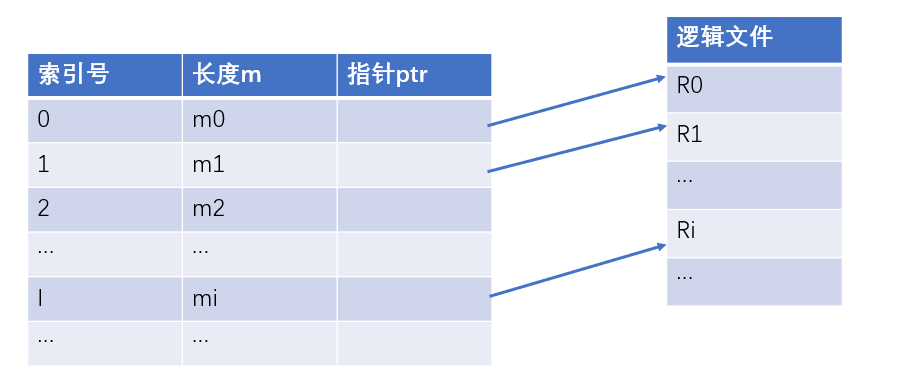 索引号 长度m 指针ptr
0 m0
1 m1
2 m2
... ...
I mi
... ...
逻辑文件
R0
R1
...
Ri
...